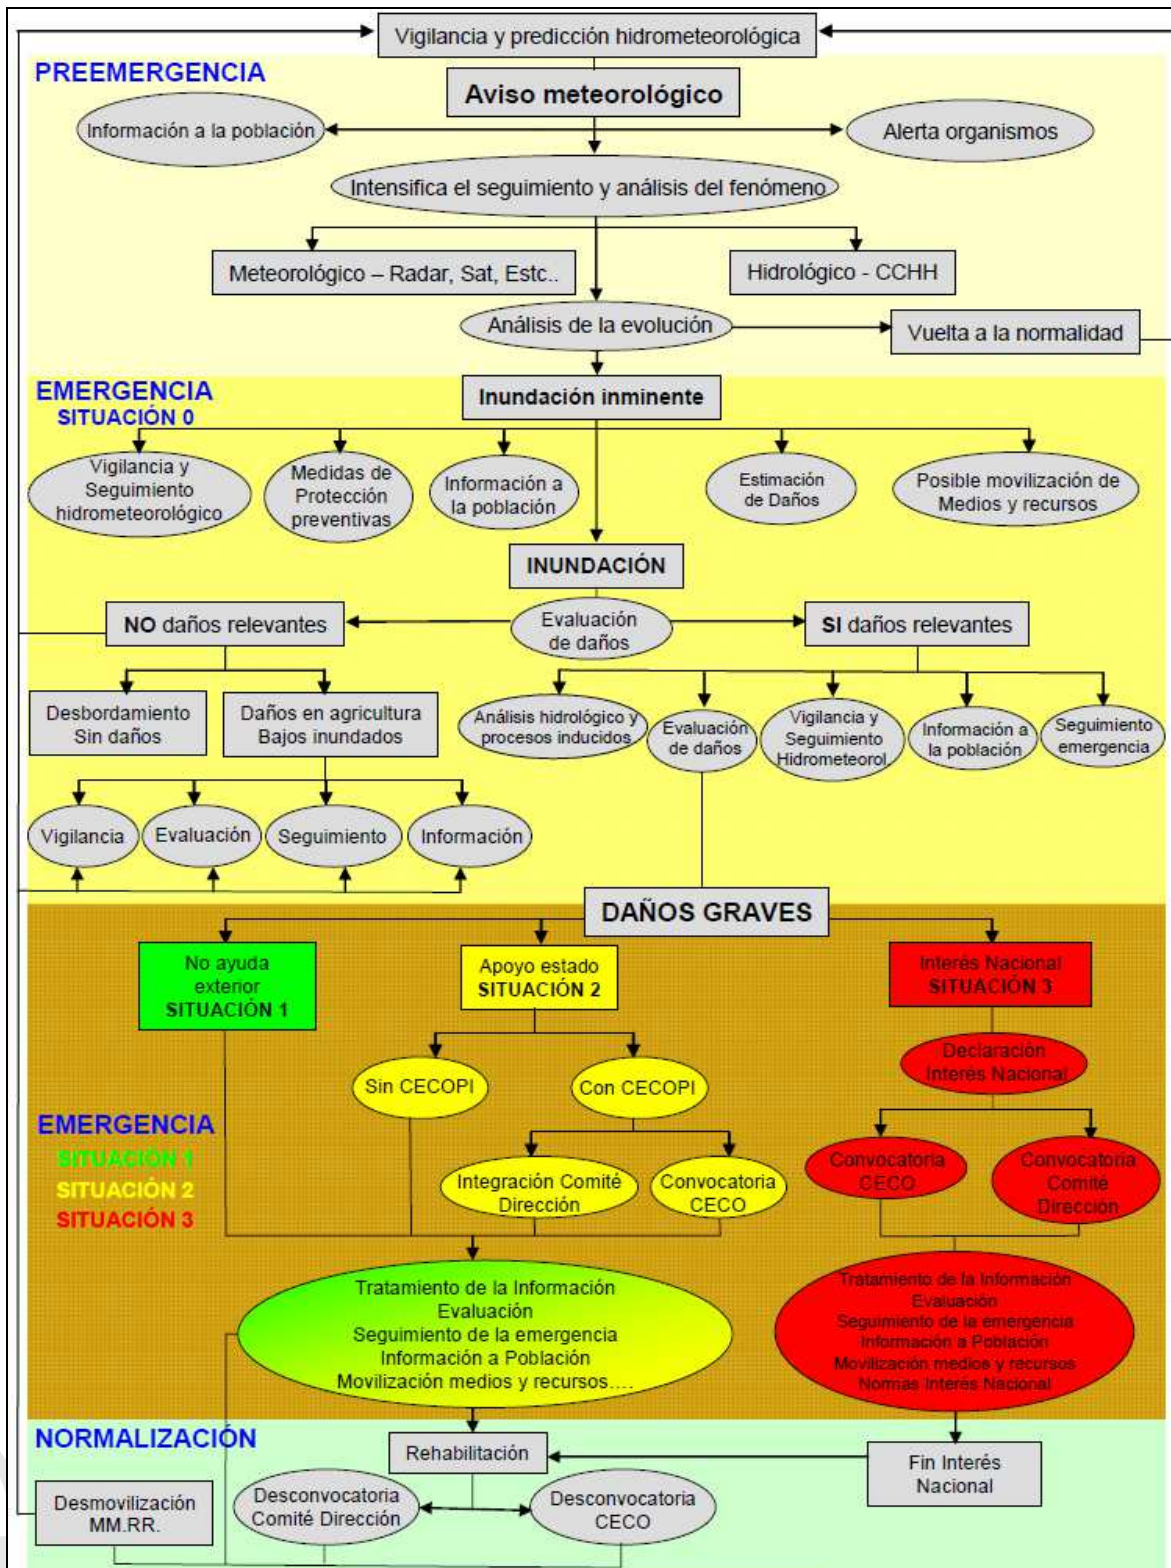 Vigilancia y predicción hidrometeorológica
PREEMERGENCIA
Aviso meteorológico
Información a la población
Alerta organismos
Intensifica el seguimiento y análisis del fenómeno
Meteorológico – Radar, Sat, Estc..
Hidrológico - CCHH
Análisis de la evolución
Vuelta a la normalidad
EMERGENCIA
SITUACIÓN 0
Inundación inminente
Vigilancia y
Seguimiento
hidrometeorológico
Medidas de
Protección
preventivas
Información a
la población
Estimación
de Daños
Posible movilización de
Medios y recursos
INUNDACIÓN
NO daños relevantes
Evaluación
de daños
SI daños relevantes
Desbordamiento
Sin daños
Daños en agricultura
Bajos inundados
Análisis hidrológico y
procesos inducidos
Evaluación
de daños
Vigilancia y
Seguimiento
Hidrometeorol.
Información a
la población
Seguimiento
emergencia
Vigilancia
Evaluación
Seguimiento
Información
DAÑOS GRAVES
No ayuda
exterior
SITUACIÓN 1
Apoyo estado
SITUACIÓN 2
Interés Nacional
SITUACIÓN 3
Declaración
Interés Nacional
Sin CECOPI
Con CECOPI
EMERGENCIA
SITUACIÓN 1
SITUACIÓN 2
SITUACIÓN 3
Integración Comité
Dirección
Convocatoria
CECO
Convocatoria
CECO
Convocatoria
Comité
Dirección
Tratamiento de la Información
Evaluación
Seguimiento de la emergencia
Información a Población
Movilización medios y recursos….
Tratamiento de la Información
Evaluación
Seguimiento de la emergencia
Información a Población
Movilización medios y recursos
Normas Interés Nacional
NORMALIZACIÓN
Rehabilitación
Fin Interés
Nacional
Desmovilización
MM.RR.
Desconvocatoria
Comité Dirección
Desconvocatoria
CECO